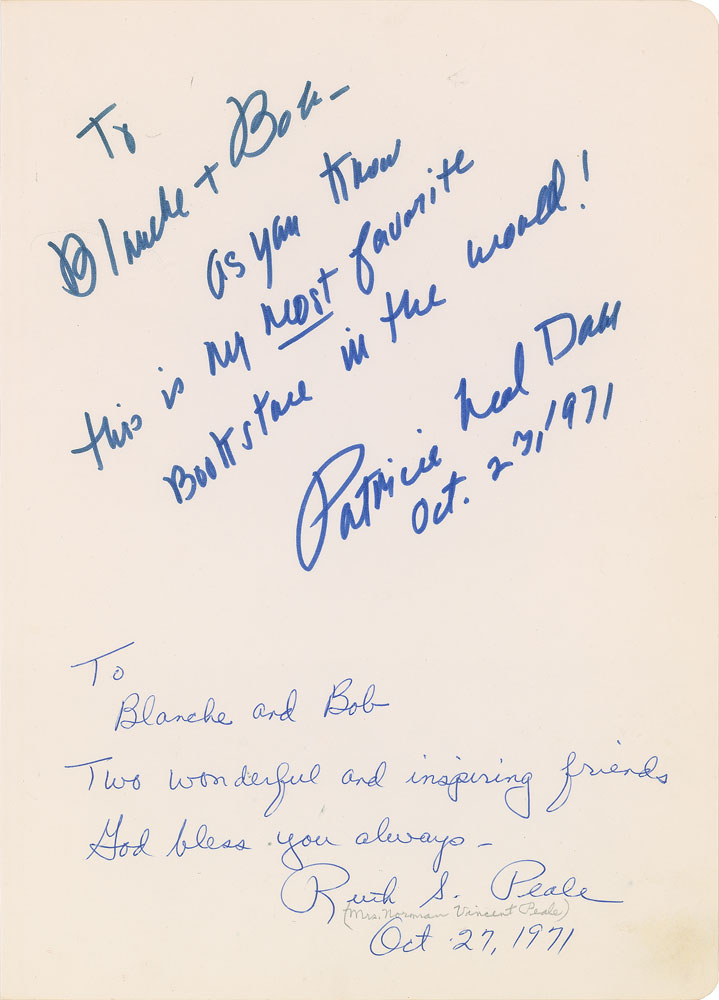 To
Blanche + Bob -
as you know
this is my most favorite
Bookstore in the world!
Patricia Neal Dahl
Oct. 27, 1971
To
Blanche and Bob
Two wonderful and inspiring friends
God bless you always -
Ruth S. Peale
(Mrs. Norman Vincent Peale)
Oct 27, 1971